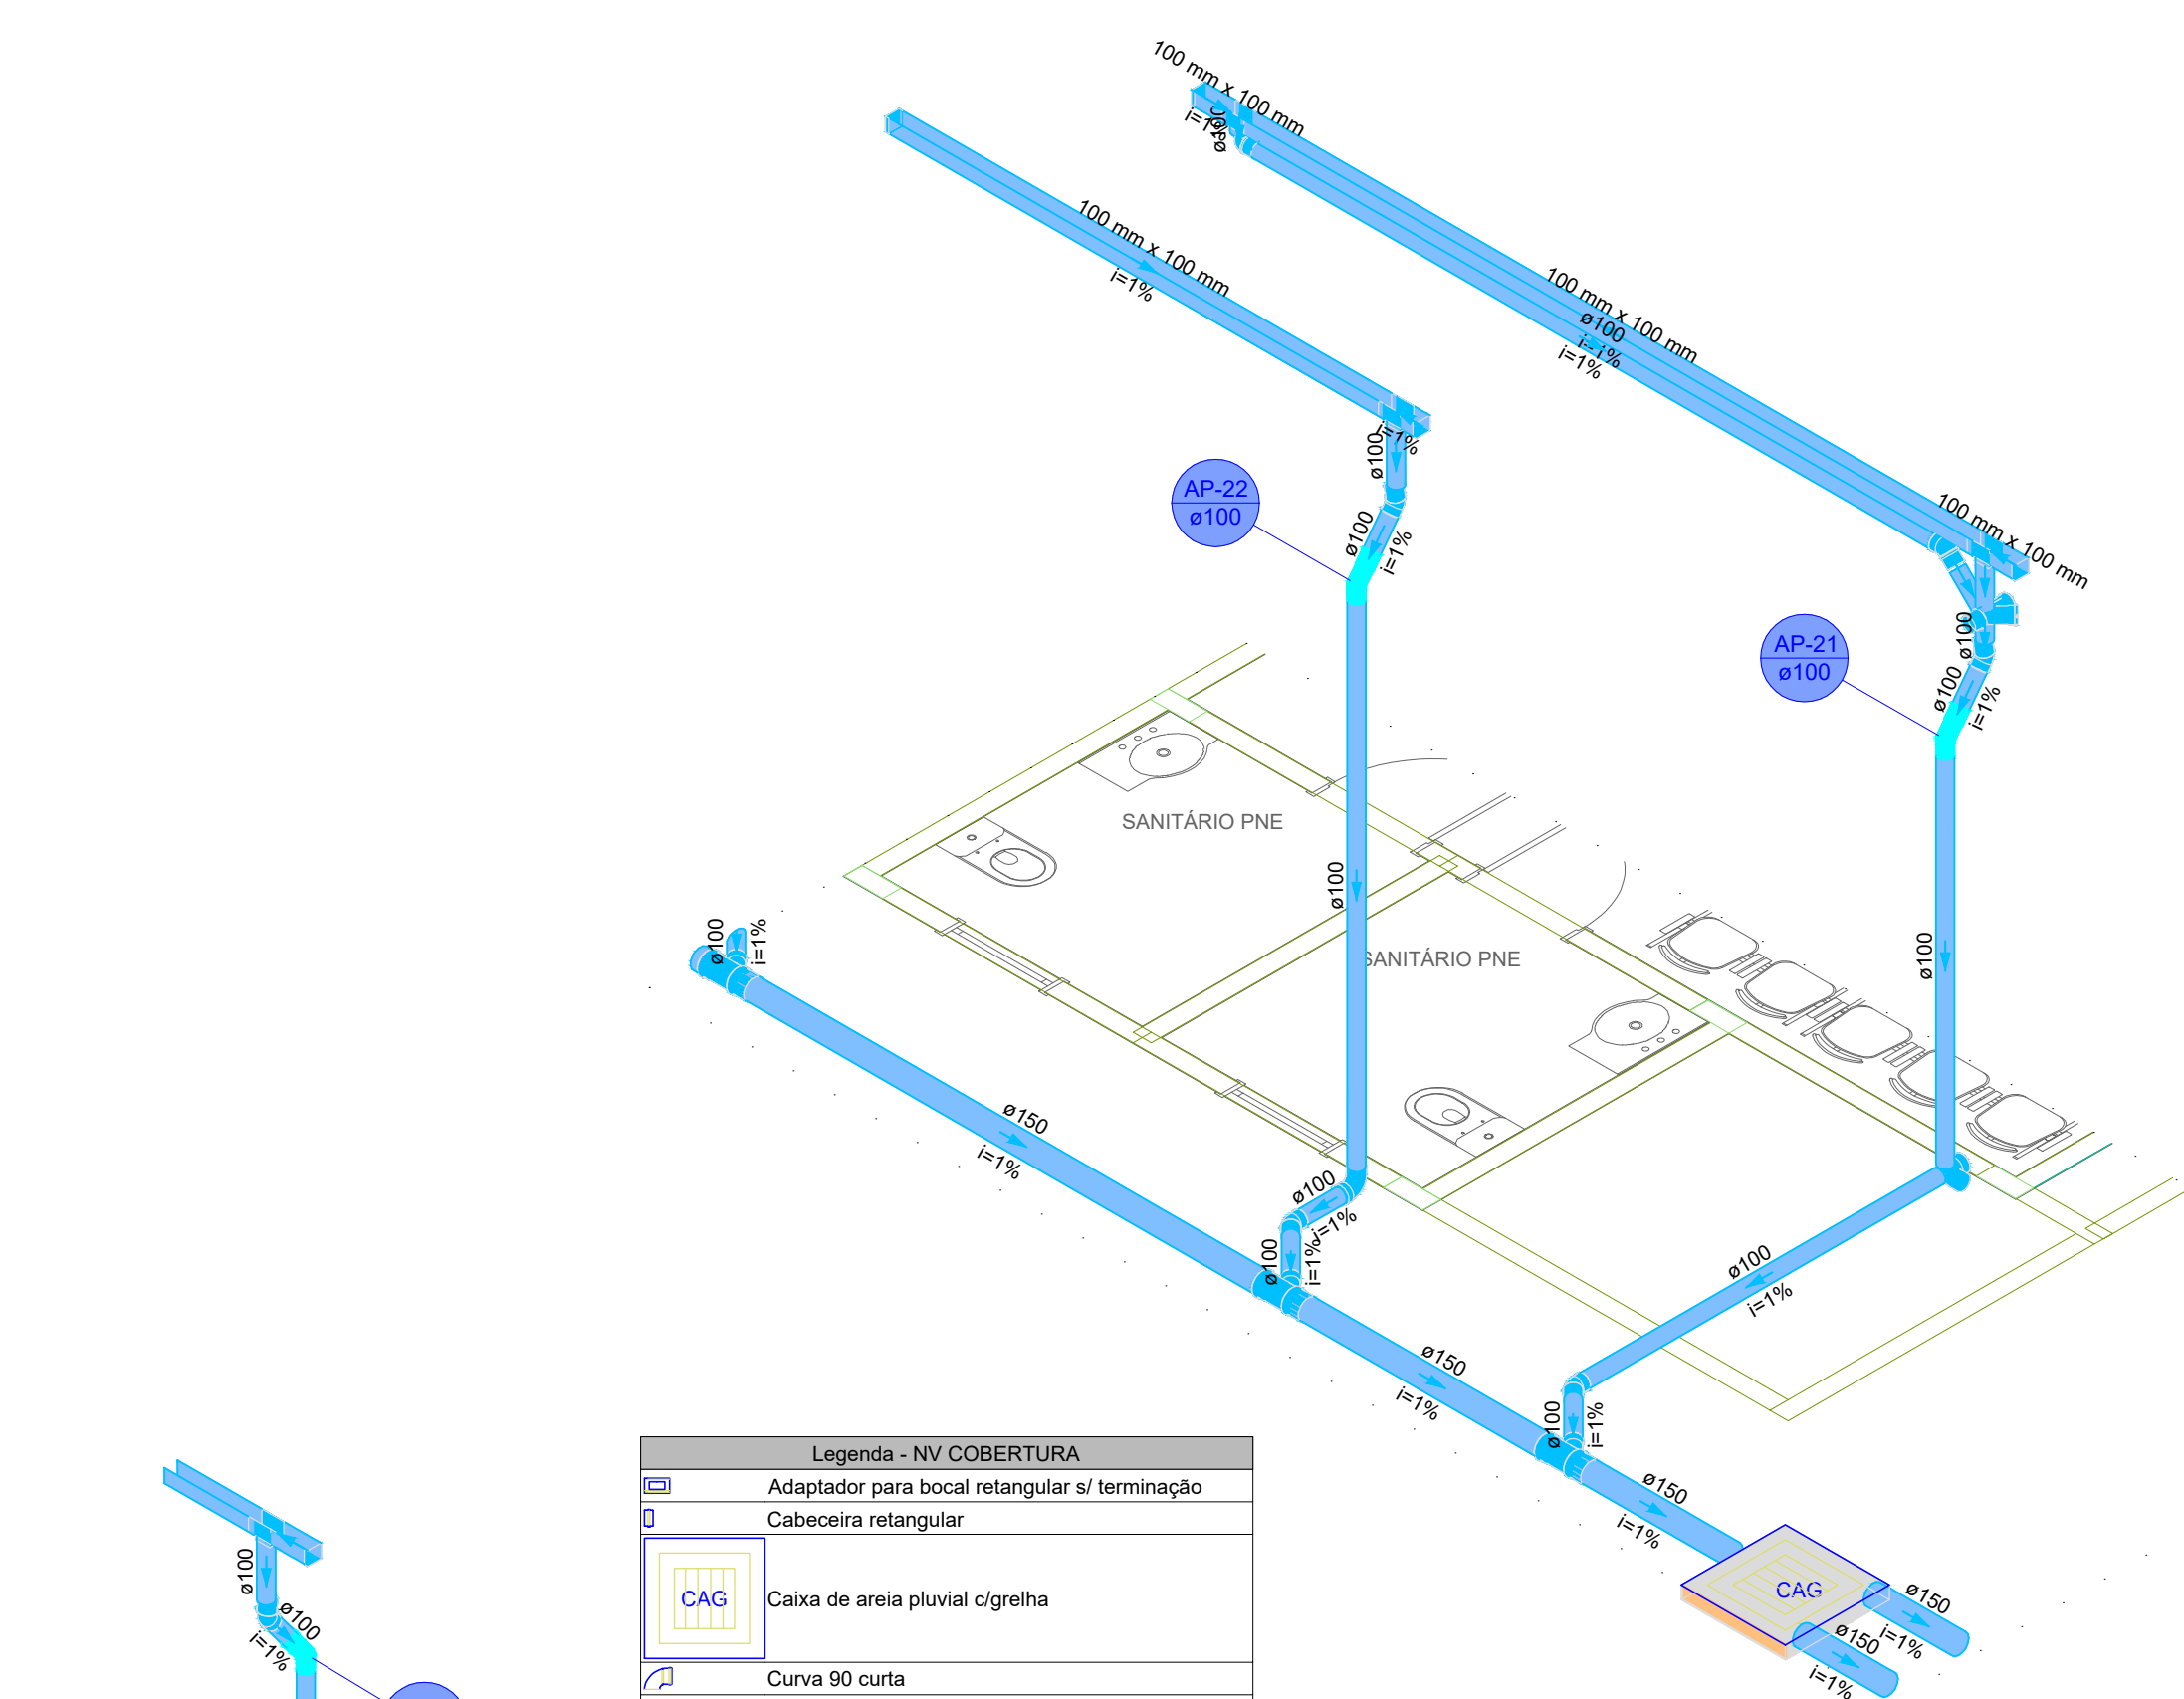 100 mm x 100 mm
i=1%
ø100
100 mm x 100 mm
i=1%
100 mm x 100 mm
ø100
i=1%
i=1%
i=1%
ø100
AP-22
ø100
ø100
i=1%
100 mm x 100 mm
AP-21
ø100
ø100
ø100
i=1%
SANITÁRIO PNE
ø100
SANITÁRIO PNE
ø100
ø100
i=1%
ø150
i=1%
ø100
i=1%
ø100
i=1%
ø100
i=1%
ø150
i=1%
ø100
i=1%
ø150
i=1%
CAG
ø150
i=1%
ø150
i=1%
ø100
ø100
i=1%
Legenda - NV COBERTURA
Adaptador para bocal retangular s/ terminação
Cabeceira retangular
CAG
Caixa de areia pluvial c/grelha
Curva 90 curta